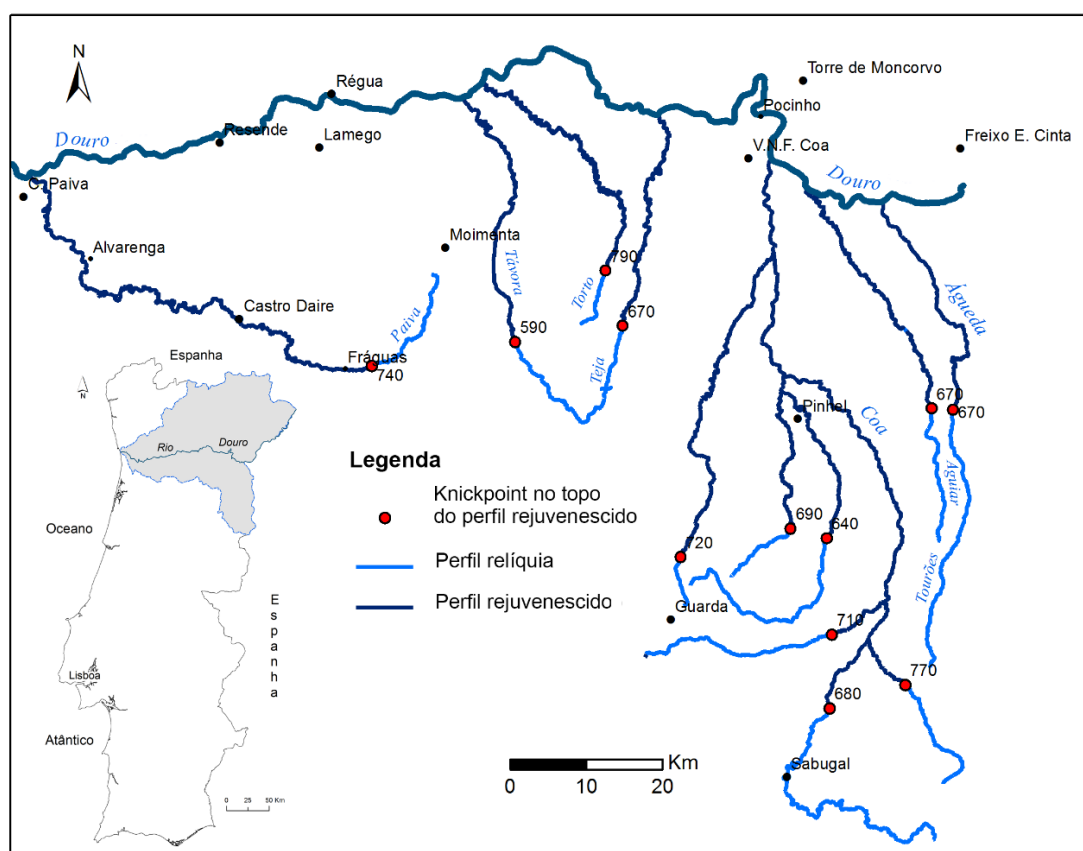 N
Torre de Moncorvo
Régua
Pocinho
Resende
Lamego
V.N.F. Coa
Freixo E. Cinta
Douro
Douro
C. Paiva
Alvarenga
Moimenta
Castro Daire
Távora
Torto
790
670
590
Teja
Paiva
Fráguas
740
Águeda
670
670
Pinhel
Coa
Aguiar
Tourões
690
640
720
Guarda
710
770
680
Sabugal
Espanha
N
Rio Douro
Oceano
Espanha
Lisboa
Atântico
0 25 50 Km
Legenda
Knickpoint no topo
do perfil rejuvenescido
Perfil relíquia
Perfil rejuvenescido
Km
0 10 20